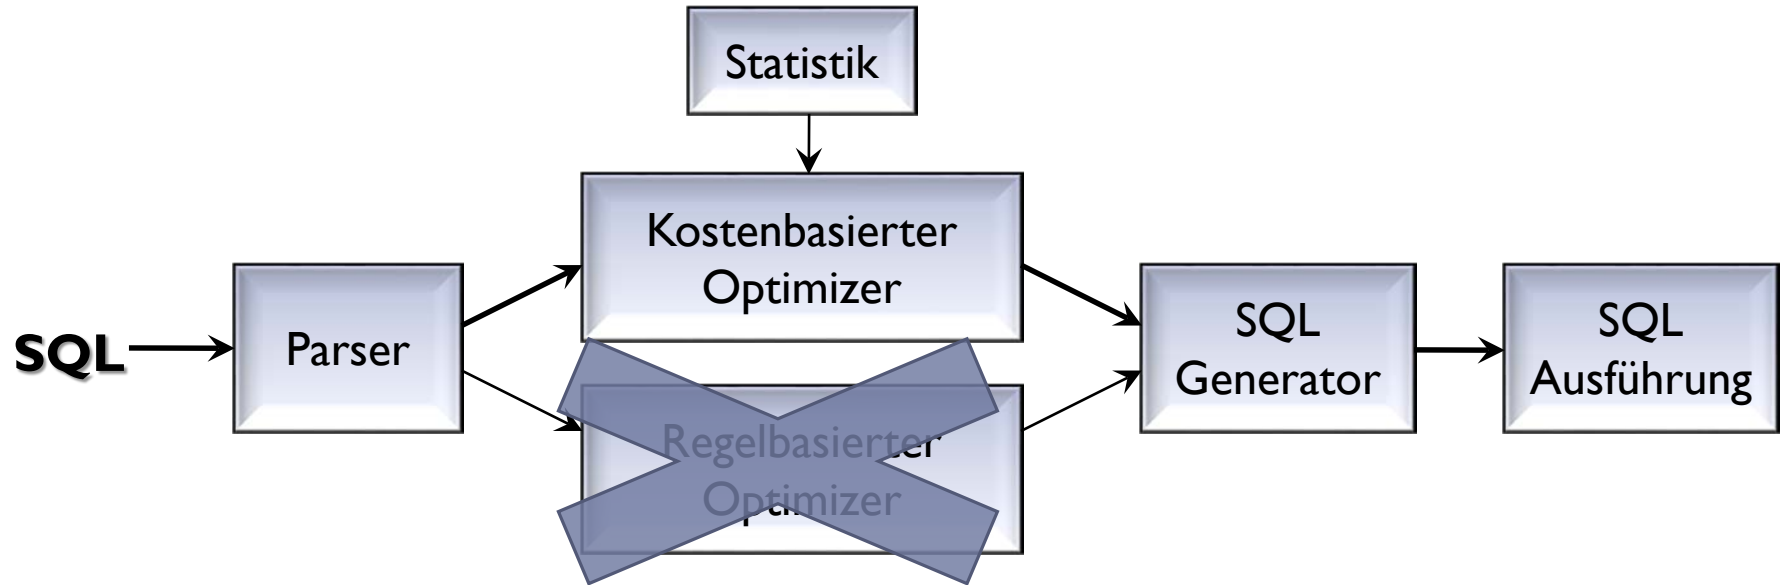 Statistik
Kostenbasierter
Optimizer
SQL
Parser
Regelbasierter
Optimizer
SQL
Generator
SQL
Ausführung